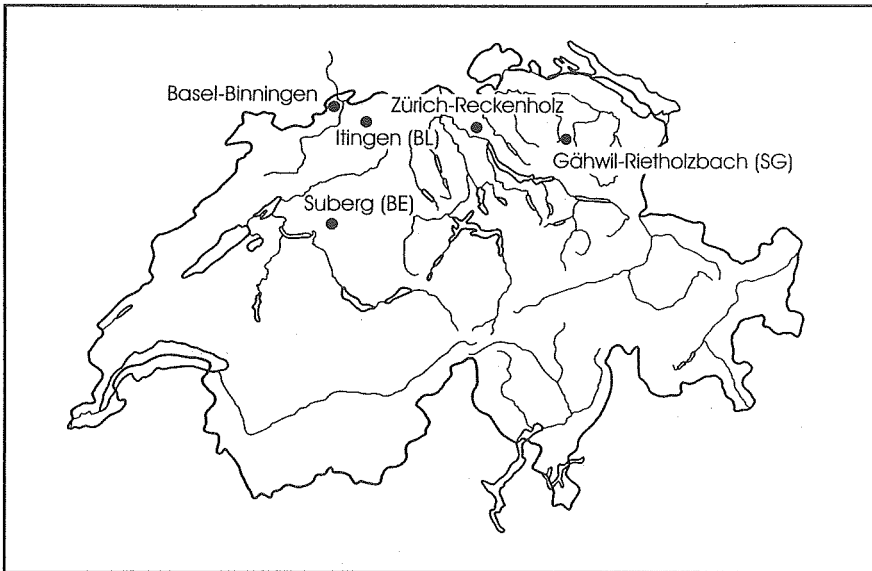 Basel-Binningen
Zürich-Reckenholz
Itingen (BL)
Gähwil-Rietholzbach (SG)
Suberg (BE)